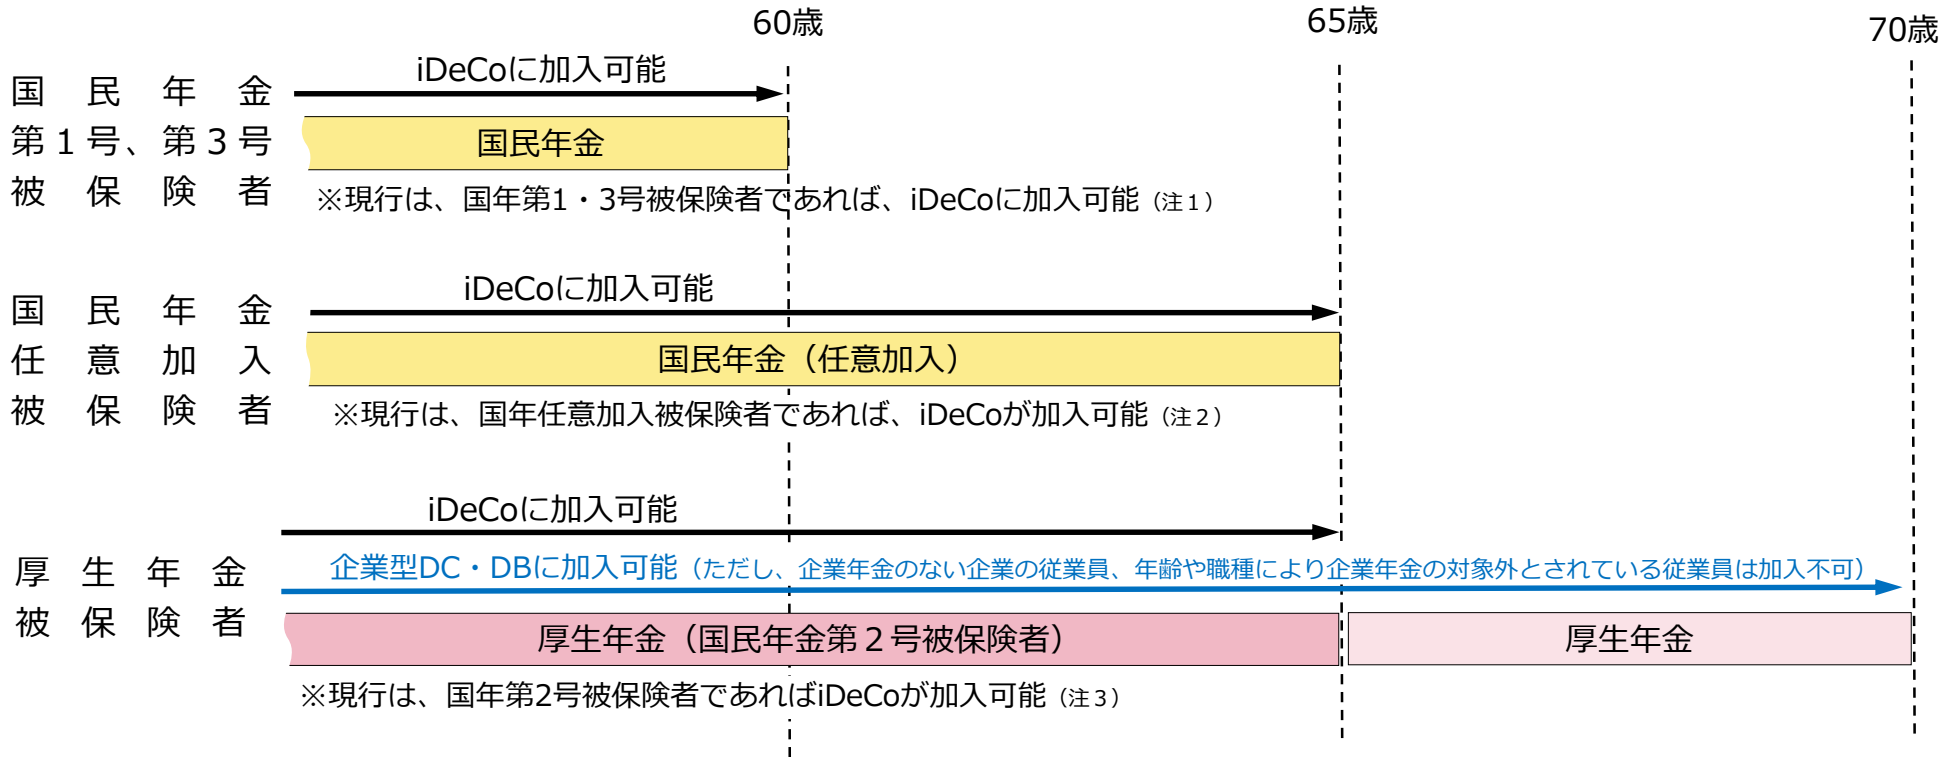 60歳
65歳
70歳
iDeCoに加入可能
国民年金
第1号、第3号
被保険者
国民年金
※現行は、国年第1・3号被保険者であれば、iDeCoに加入可能（注１）
iDeCoに加入可能
国民年金
任意加入
被保険者
国民年金（任意加入）
※現行は、国年任意加入被保険者であれば、iDeCoが加入可能（注２）
iDeCoに加入可能
企業型DC・DBに加入可能（ただし、企業年金のない企業の従業員、年齢や職種により企業年金の対象外とされている従業員は加入不可）
厚生年金
被保険者
厚生年金（国民年金第２号被保険者）
厚生年金
※現行は、国年第2号被保険者であればiDeCoが加入可能（注３）